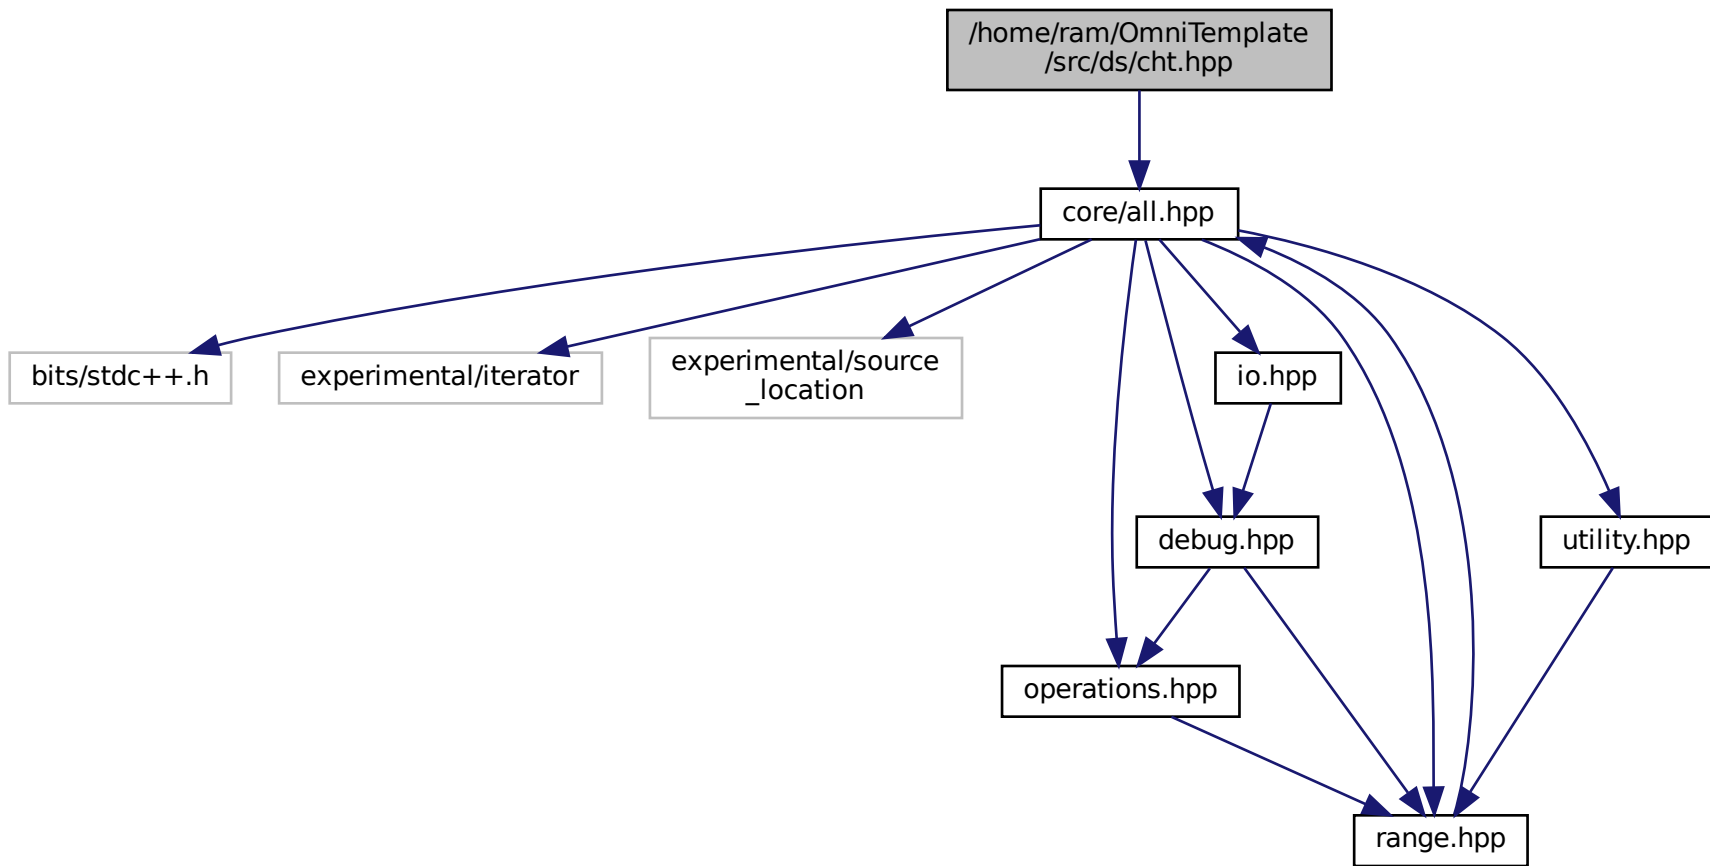 /home/ram/OmniTemplate
/src/ds/cht.hpp
core/all.hpp
bits/stdc++.h
experimental/iterator
experimental/source
_location
io.hpp
debug.hpp
utility.hpp
operations.hpp
range.hpp